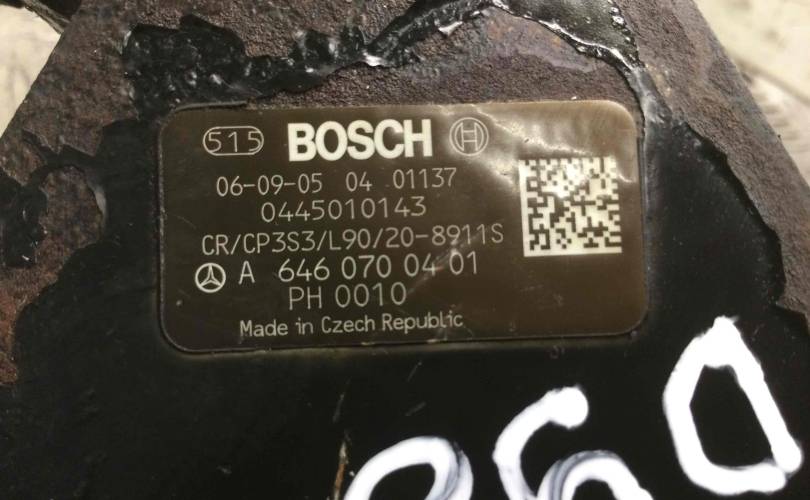 515 BOSCH
06-09-05 04 01137
0445010143
CR/CP3S3/L90/20-8911S
A 646 070 04 01
PH 0010
Made in Czech Republic